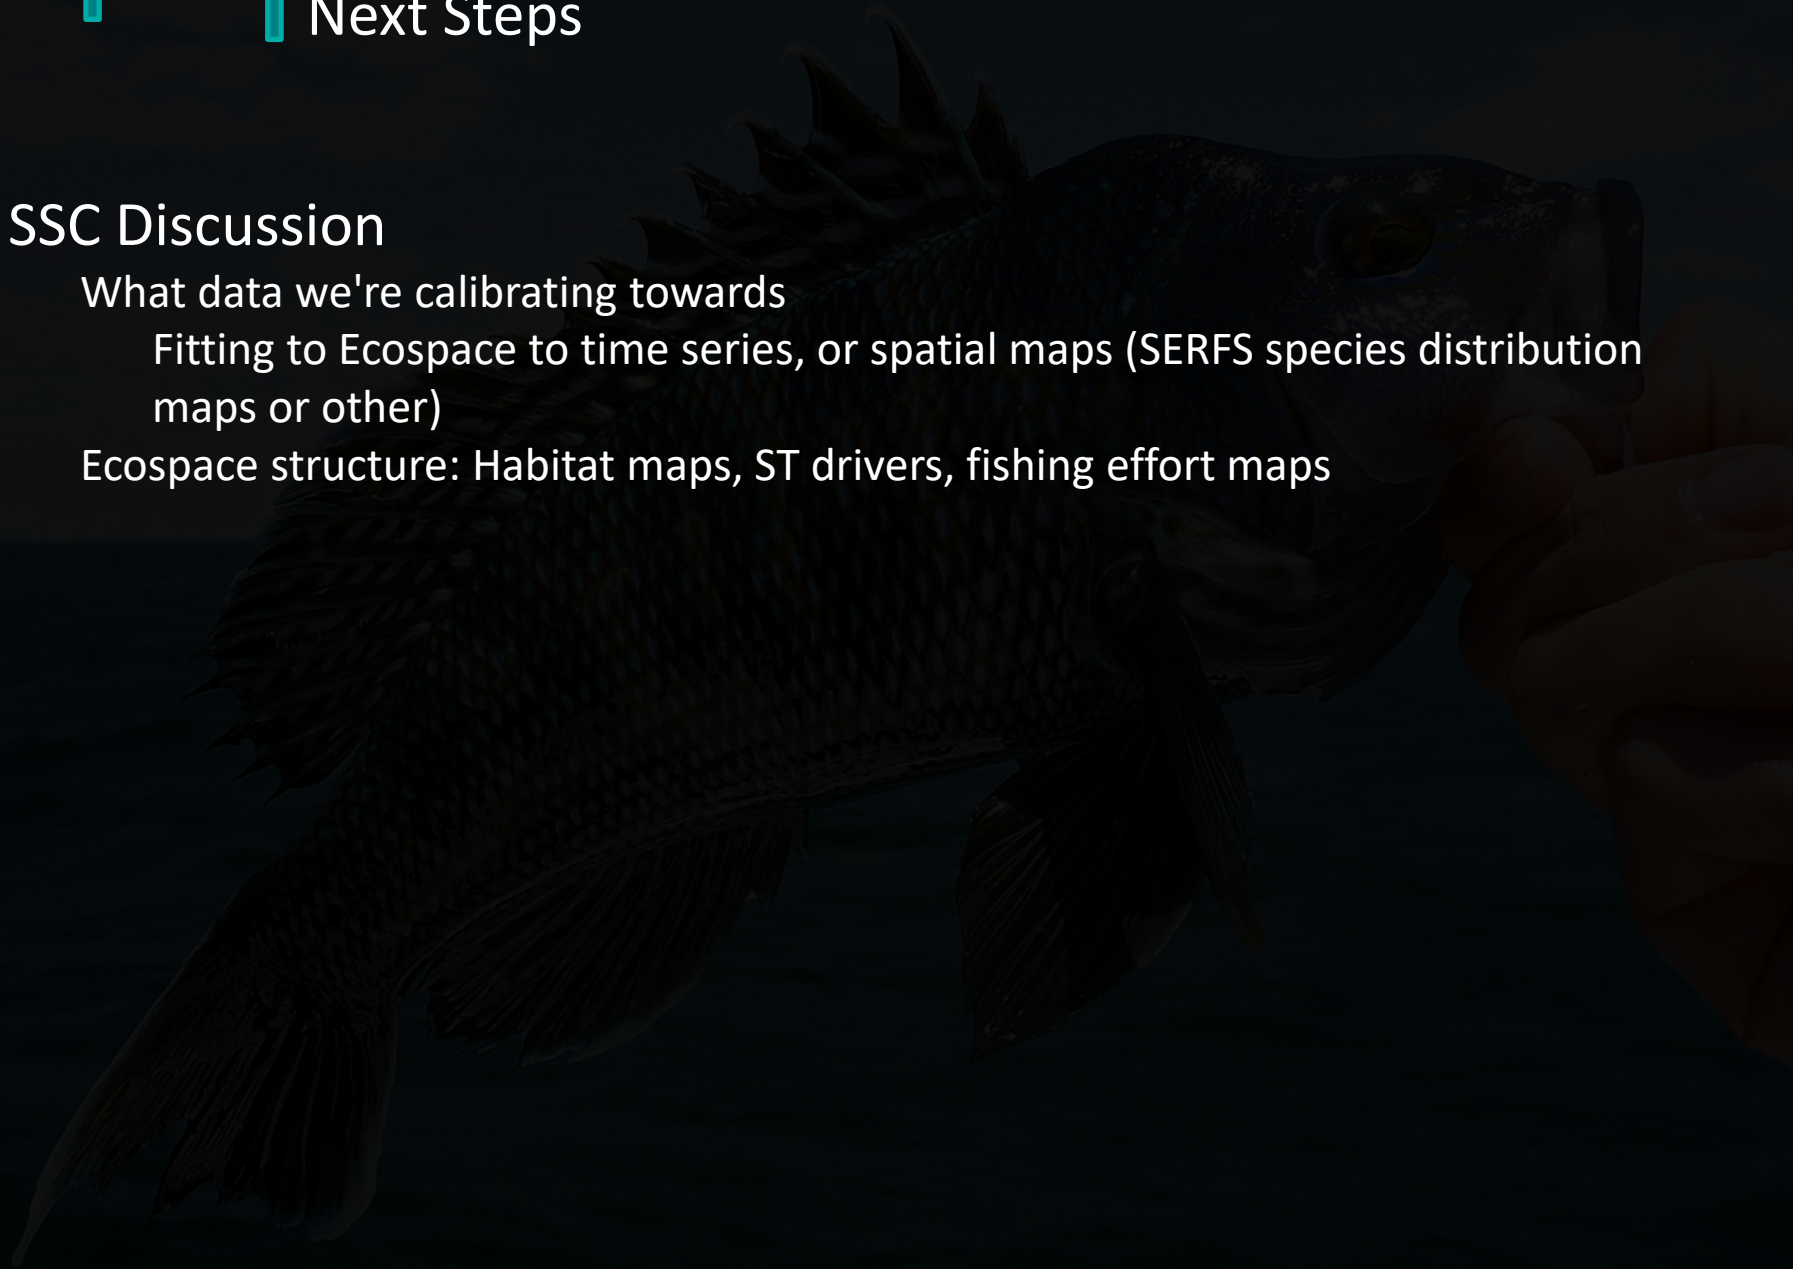 Next Steps
SSC Discussion
What data we're calibrating towards
Fitting to Ecospace to time series, or spatial maps (SERFS species distribution
maps or other)
Ecospace structure: Habitat maps, ST drivers, fishing effort maps